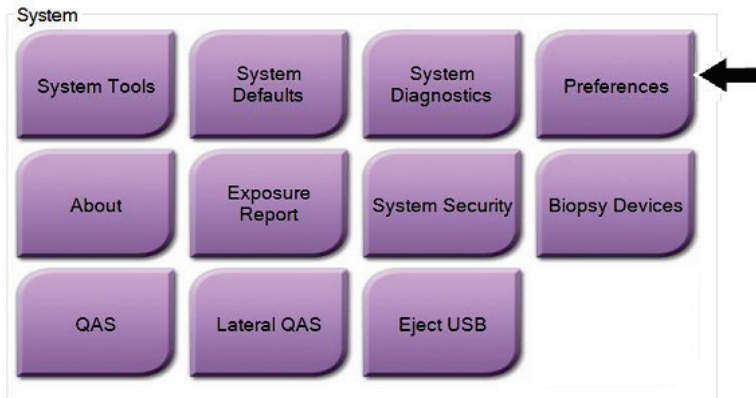 System
System Tools
System
Defaults
System
Diagnostics
Preferences
About
Exposure
Report
System Security
Biopsy Devices
QAS
Lateral QAS
Eject USB